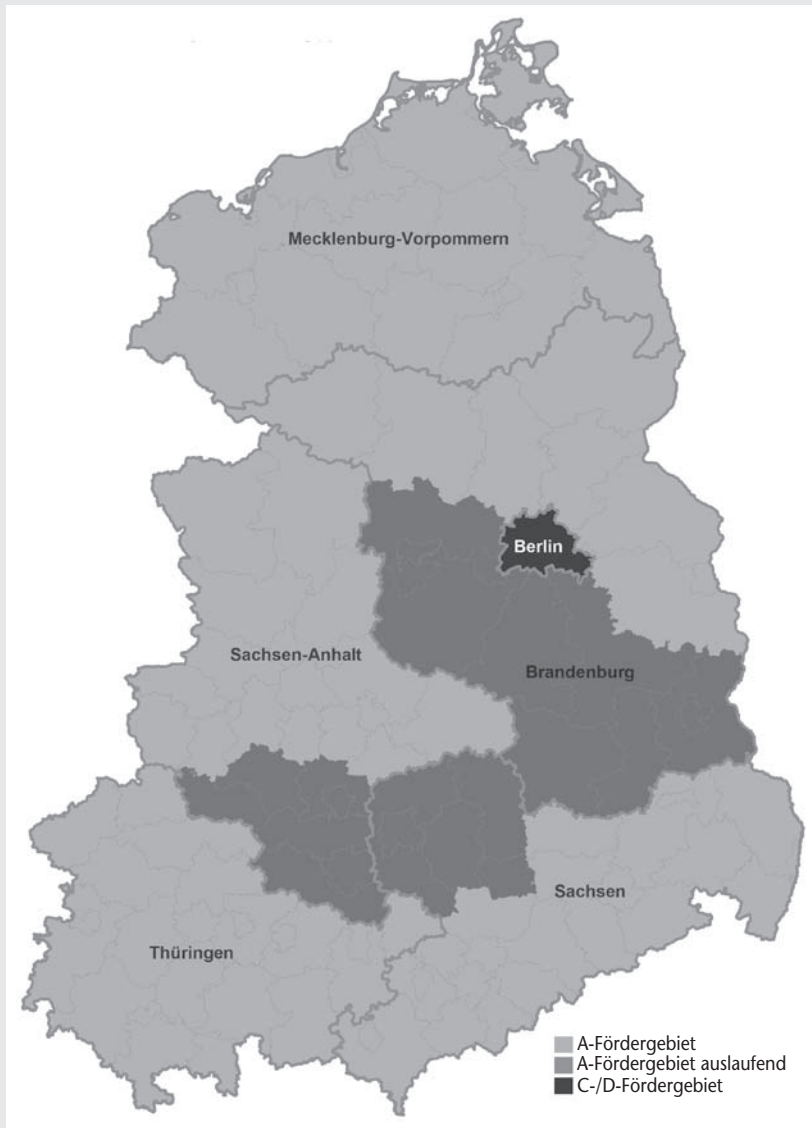 Mecklenburg-Vorpommern
Berlin
Sachsen-Anhalt
Brandenburg
Sachsen
Thüringen
A-Fördergebiet
A-Fördergebiet auslaufend
C-/D-Fördergebiet